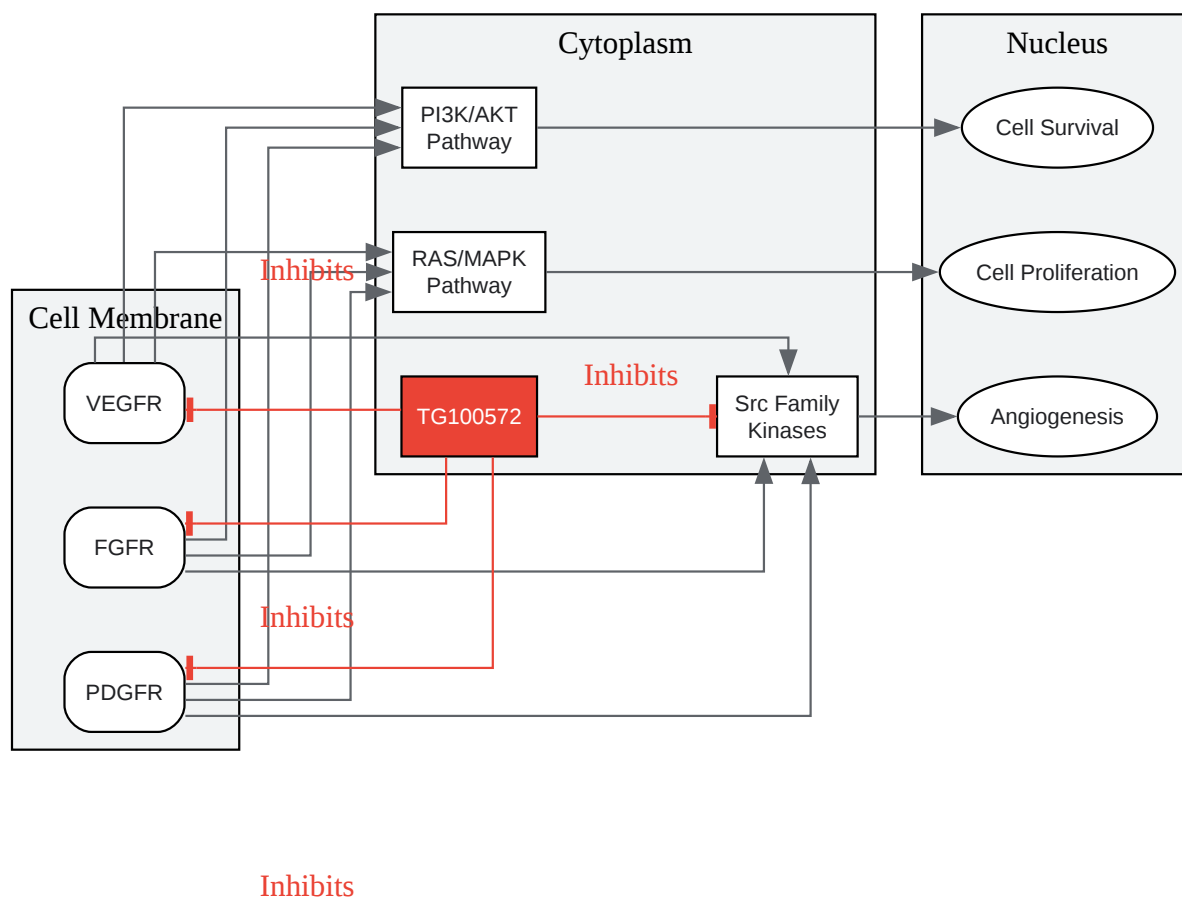 Cytoplasm
Nucleus
PI3K/AKT
Pathway
Cell Survival
RAS/MAPK
Pathway
Cell Proliferation
Inhibits
Cell Membrane
VEGFR
TG100572
Inhibits
Src Family
Kinases
Angiogenesis
FGFR
Inhibits
PDGFR
Inhibits